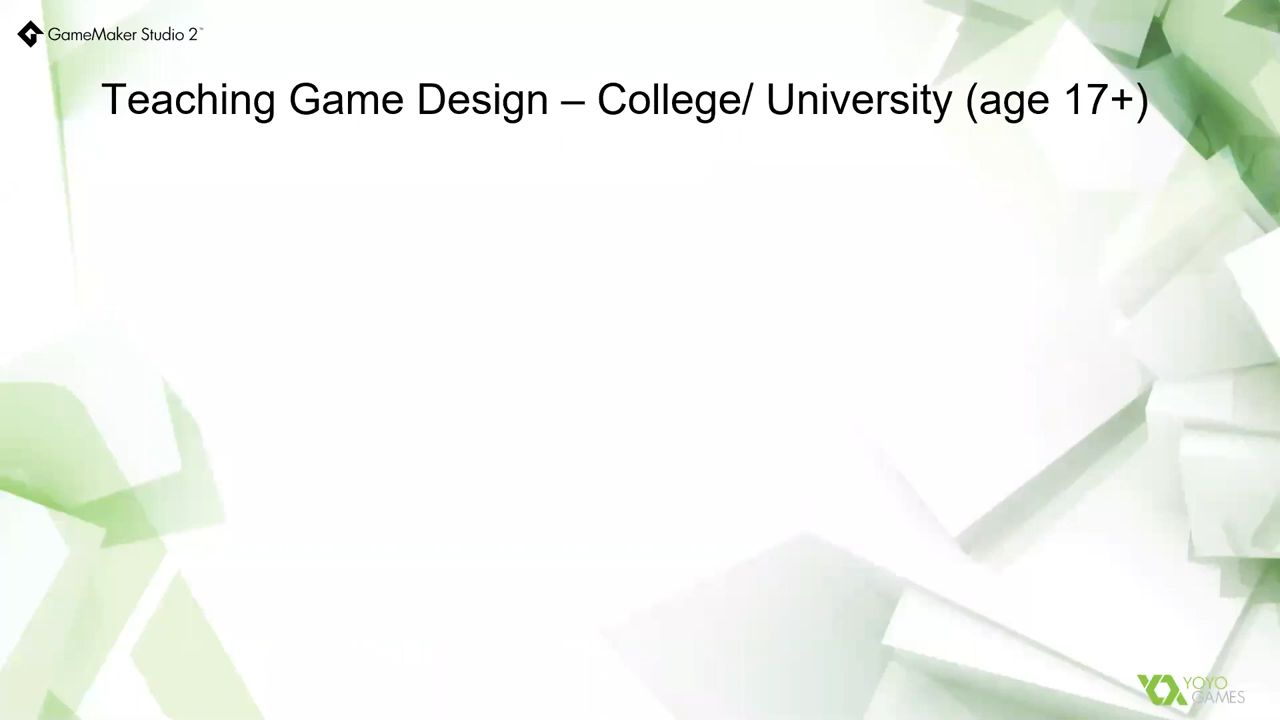 GameMaker Studio 2™
Teaching Game Design – College/ University (age 17+)
YOYO
GAMES